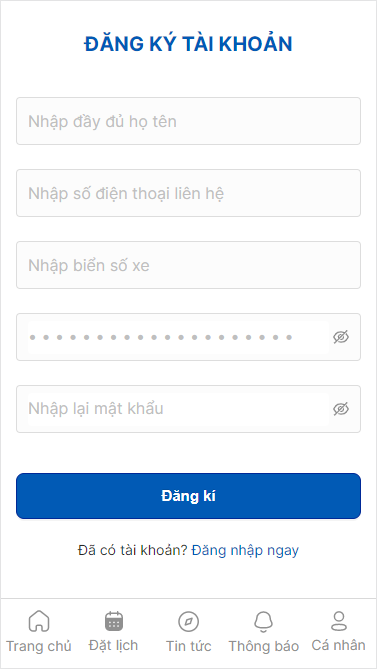 ĐĂNG KÝ TÀI KHOẢN
Nhập đầy đủ họ tên
Nhập số điện thoại liên hệ
Nhập biển số xe
••••••••••••••••••••
Nhập lại mật khẩu
Đăng kí
Đã có tài khoản? Đăng nhập ngay
Trang chủ Đặt lịch Tin tức Thông báo Cá nhân